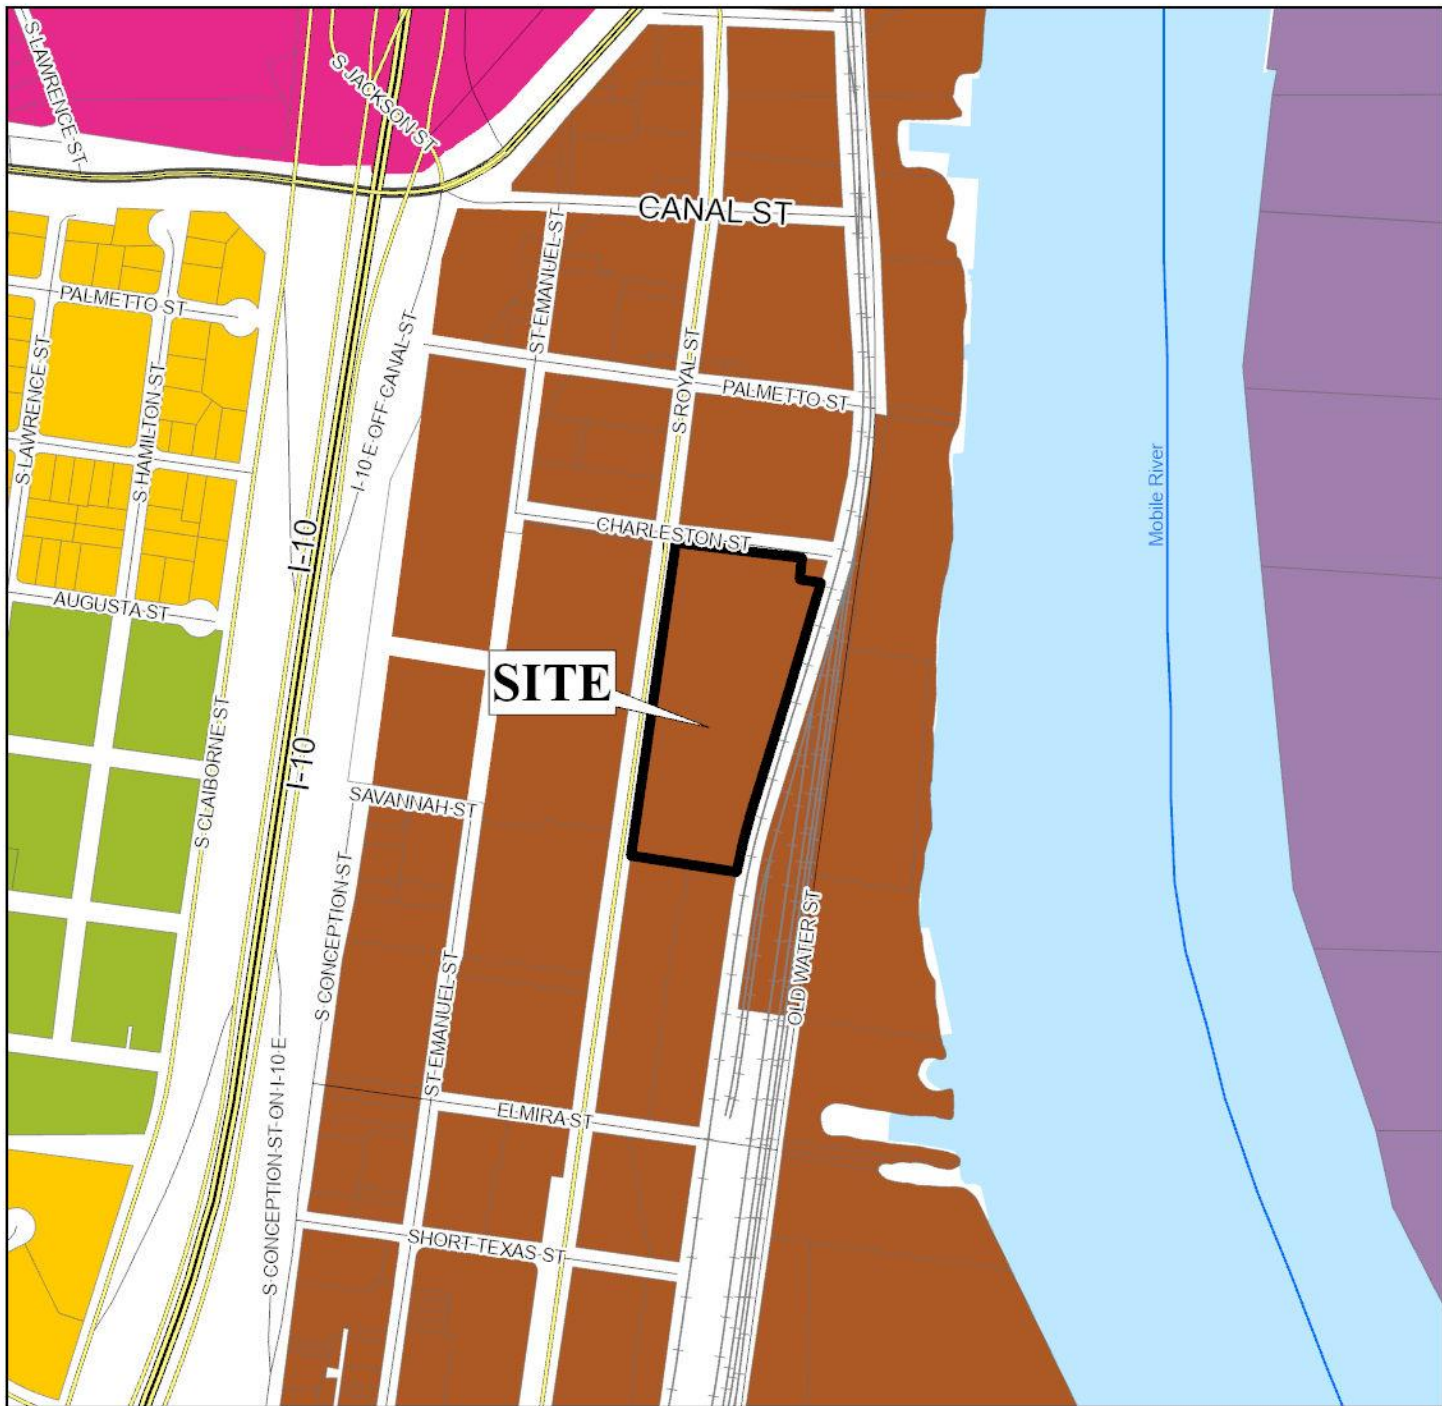 S LAWRENCE ST
S JACKSON ST
CANAL ST
ST EMANUEL ST
PALMETTO ST
S LAWRENCE ST
S HAMILTON ST
I-10 E OFF CANAL ST
S ROYAL ST
PALMETTO ST
Mobile River
I-10
CHARLESTON ST
AUGUSTA ST
SITE
S CLAIBORNE ST
I-10
SAVANNAH ST
S CONCEPTION ST
ST EMANUEL ST
OLD WATER ST
S CONCEPTION ST ON I-10 E
ELMIRA ST
SHORT TEXAS ST